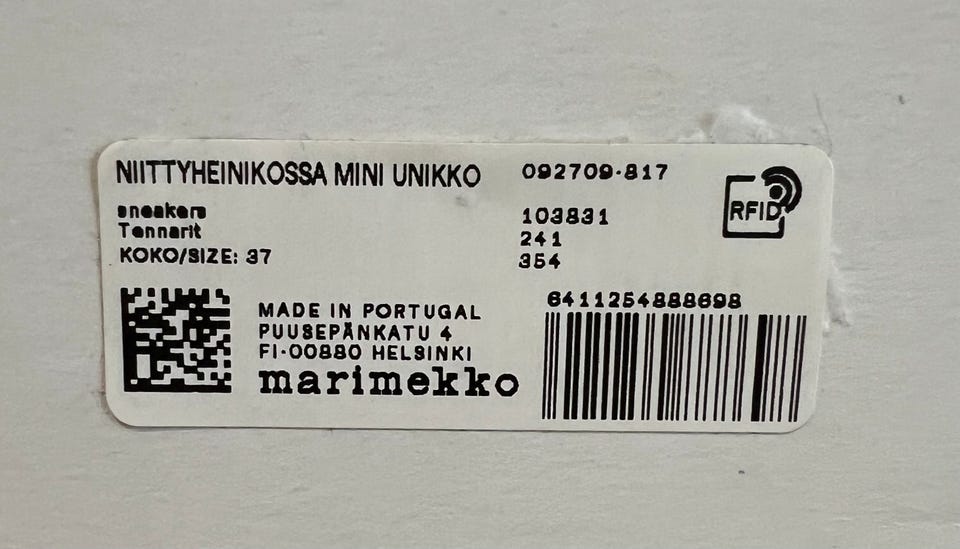 NIITTYHEINIKOSSA MINI UNIKKO 092709-817
RFID
sneakers 103831
Tennarit 241
KOKO/SIZE: 37 354
6411254888698
MADE IN PORTUGAL
PUUSEPÄNKATU 4
FI-00880 HELSINKI
marimekko